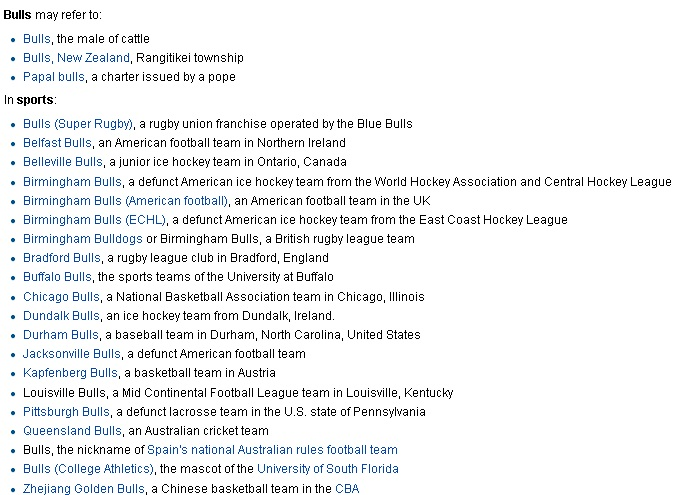 Bulls may refer to:
Bulls, the male of cattle
Bulls, New Zealand, Rangitikei township
Papal bulls, a charter issued by a pope
In sports:
Bulls (Super Rugby), a rugby union franchise operated by the Blue Bulls
Belfast Bulls, an American football team in Northern Ireland
Belleville Bulls, a junior ice hockey team in Ontario, Canada
Birmingham Bulls, a defunct American ice hockey team from the World Hockey Association and Central Hockey League
Birmingham Bulls (American football), an American football team in the UK
Birmingham Bulls (ECHL), a defunct American ice hockey team from the East Coast Hockey League
Birmingham Bulldogs or Birmingham Bulls, a British rugby league team
Bradford Bulls, a rugby league club in Bradford, England
Buffalo Bulls, the sports teams of the University at Buffalo
Chicago Bulls, a National Basketball Association team in Chicago, Illinois
Dundalk Bulls, an ice hockey team from Dundalk, Ireland.
Durham Bulls, a baseball team in Durham, North Carolina, United States
Jacksonville Bulls, a defunct American football team
Kapfenberg Bulls, a basketball team in Austria
Louisville Bulls, a Mid Continental Football League team in Louisville, Kentucky
Pittsburgh Bulls, a defunct lacrosse team in the U.S. state of Pennsylvania
Queensland Bulls, an Australian cricket team
Bulls, the nickname of Spain's national Australian rules football team
Bulls (College Athletics), the mascot of the University of South Florida
Zhejiang Golden Bulls, a Chinese basketball team in the CBA